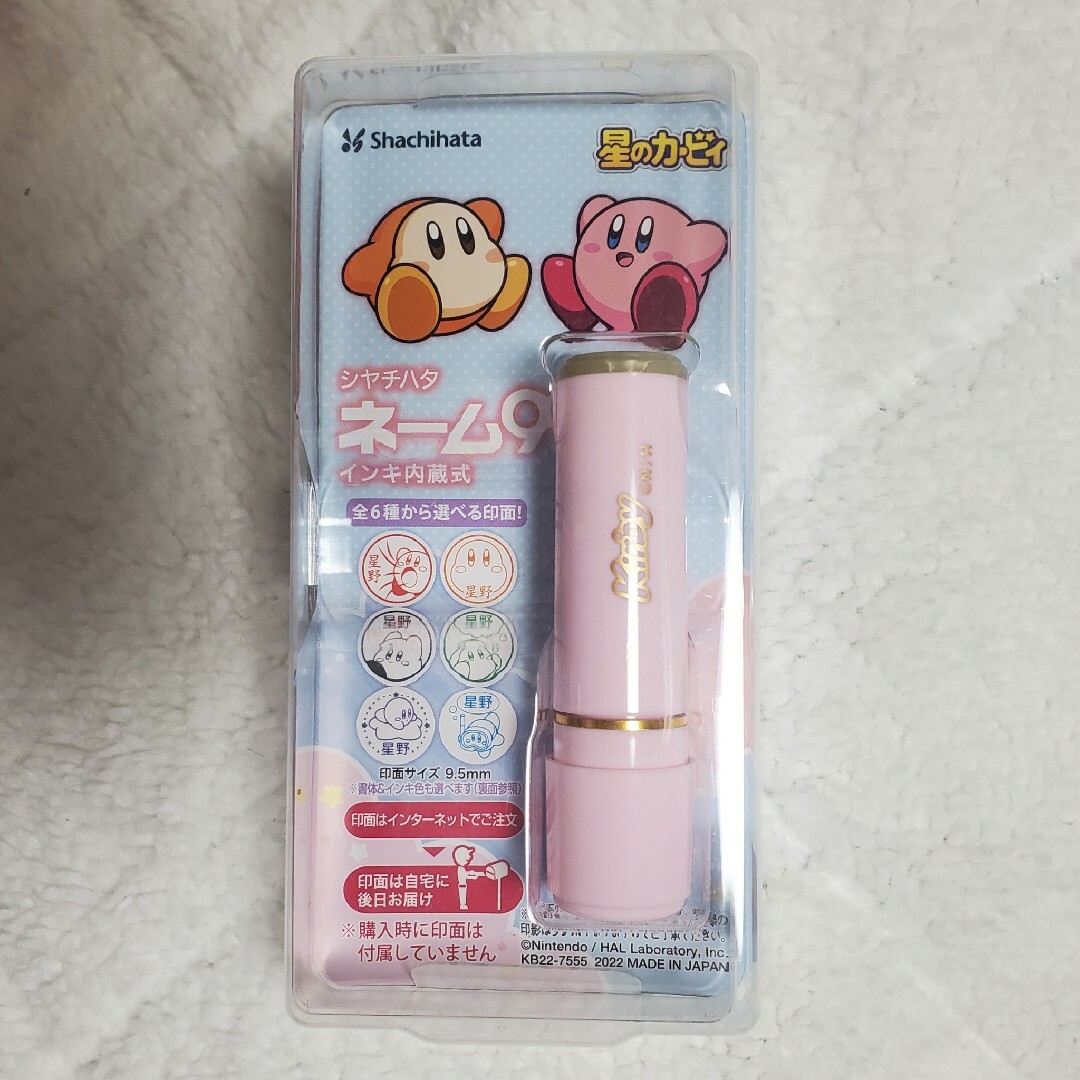 Shachihata
星のカービィ
シヤチハタ
ネーム9
インキ内蔵式
全6種から選べる印面!
星野
星野
星野
星野
星野
星野
印面サイズ 9.5mm
※書体&インキ色も選べます(裏面参照)
印面はインターネットでご注文
印面は自宅に
後日お届け
※購入時に印面は
付属していません
Kirby
©N/H
©Nintendo / HAL Laboratory, Inc.
KB22-7555 2022 MADE IN JAPAN